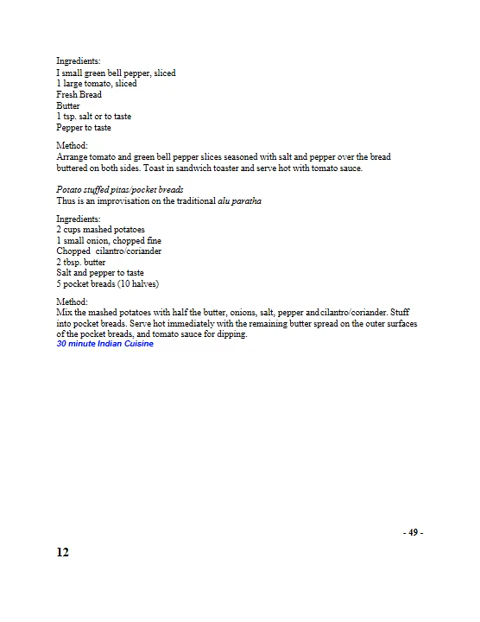 Ingredients:
I small green bell pepper, sliced
1 large tomato, sliced
Fresh Bread
Butter
1 tsp. salt or to taste
Pepper to taste
Method:
Arrange tomato and green bell pepper slices seasoned with salt and pepper over the bread
buttered on both sides. Toast in sandwich toaster and serve hot with tomato sauce.
Potato stuffed pitas/pocket breads
Thus is an improvisation on the traditional alu paratha
Ingredients:
2 cups mashed potatoes
1 small onion, chopped fine
Chopped cilantro/coriander
2 tbsp. butter
Salt and pepper to taste
5 pocket breads (10 halves)
Method:
Mix the mashed potatoes with half the butter, onions, salt, pepper and cilantro/coriander. Stuff
into pocket breads. Serve hot immediately with the remaining butter spread on the outer surfaces
of the pocket breads, and tomato sauce for dipping.
30 minute Indian Cuisine
- 49 -
12